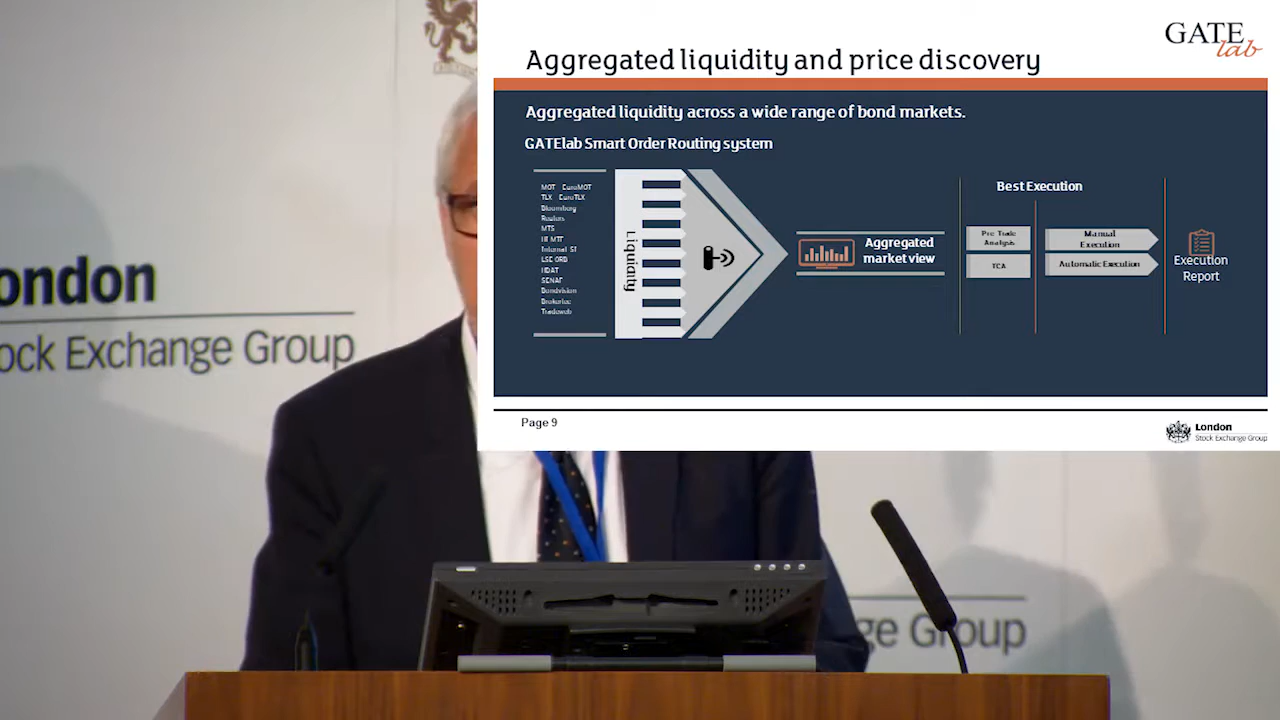 GATE
lab
Aggregated liquidity and price discovery
Aggregated liquidity across a wide range of bond markets.
GATElab Smart Order Routing system
MOT EuroMOT
TLX EuroTLX
Bloomberg
Reuters
MTS
HI MTF
Internal SI
LSE ORB
HDAT
SENAF
Bondvision
Brokertec
Tradeweb
Liquidity
Aggregated
market view
Best Execution
Pre Trade
Analysis
TCA
Manual
Execution
Automatic Execution
Execution
Report
Page 9
London
Stock Exchange Group
ondon
ock Exchange Group
ge Group